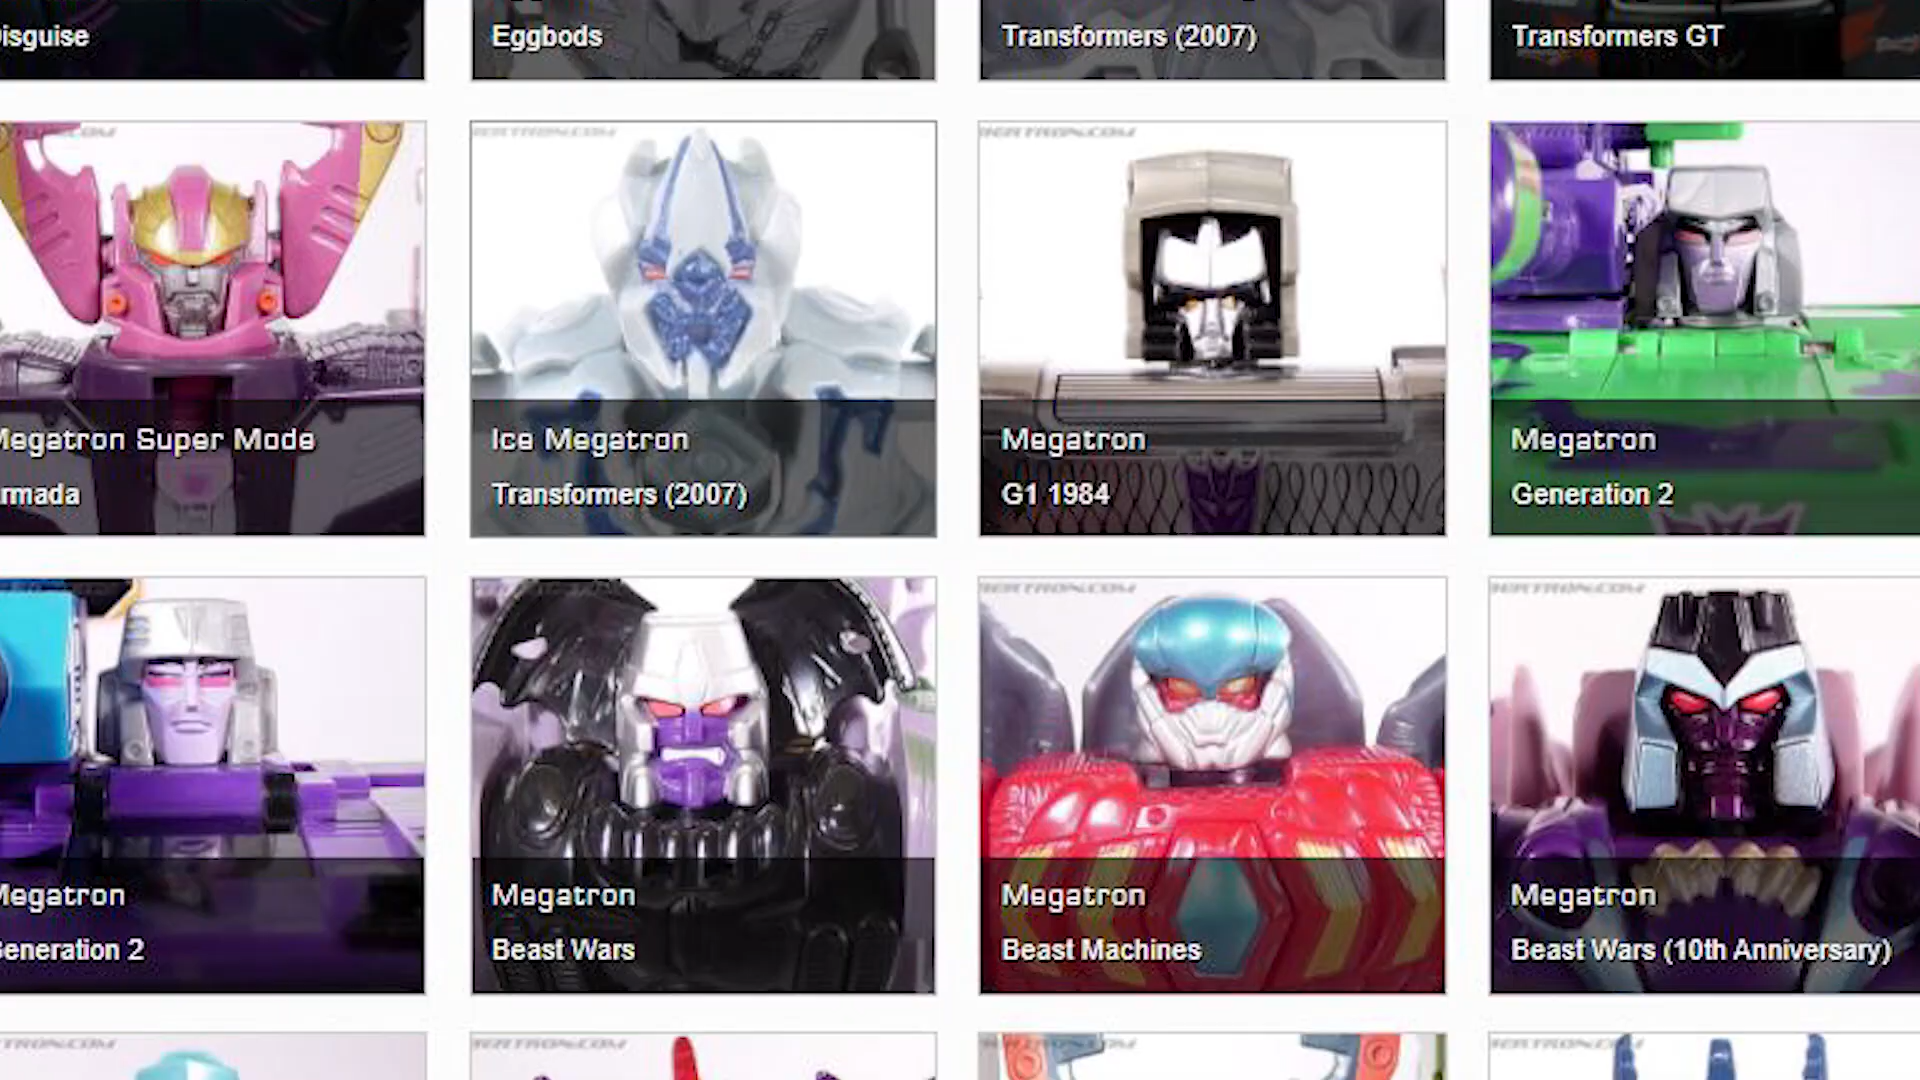 isguise
Eggbods
Transformers (2007)
Transformers GT
Megatron Super Mode
rmada
Ice Megatron
Transformers (2007)
Megatron
G1 1984
Megatron
Generation 2
Megatron
Generation 2
Megatron
Beast Wars
Megatron
Beast Machines
Megatron
Beast Wars (10th Anniversary)